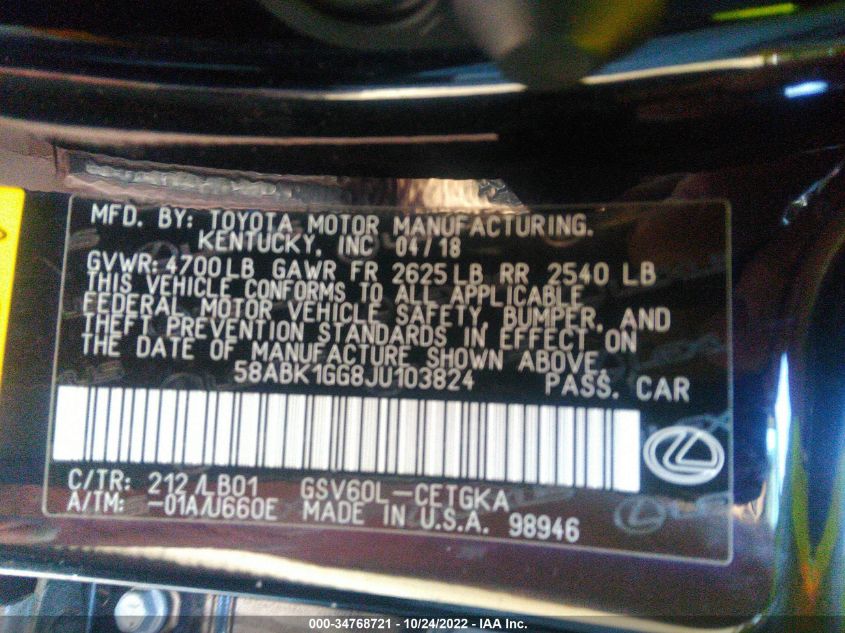 MFD. BY: TOYOTA MOTOR MANUFACTURING.
KENTUCKY, INC 04/18
GVWR: 4700LB GAWR FR 2625LB RR 2540 LB
THIS VEHICLE CONFORMS TO ALL APPLICABLE
FEDERAL MOTOR VEHICLE SAFETY, BUMPER, AND
THEFT PREVENTION STANDARDS IN EFFECT ON
THE DATE OF MANUFACTURE SHOWN ABOVE.
58ABK1GG8JU103824 PASS. CAR
C/TR: 212/LB01 GSV60L-CETGKA
A/TM: -01A/U660E MADE IN U.S.A. 98946
000-34768721 - 10/24/2022 - IAA Inc.